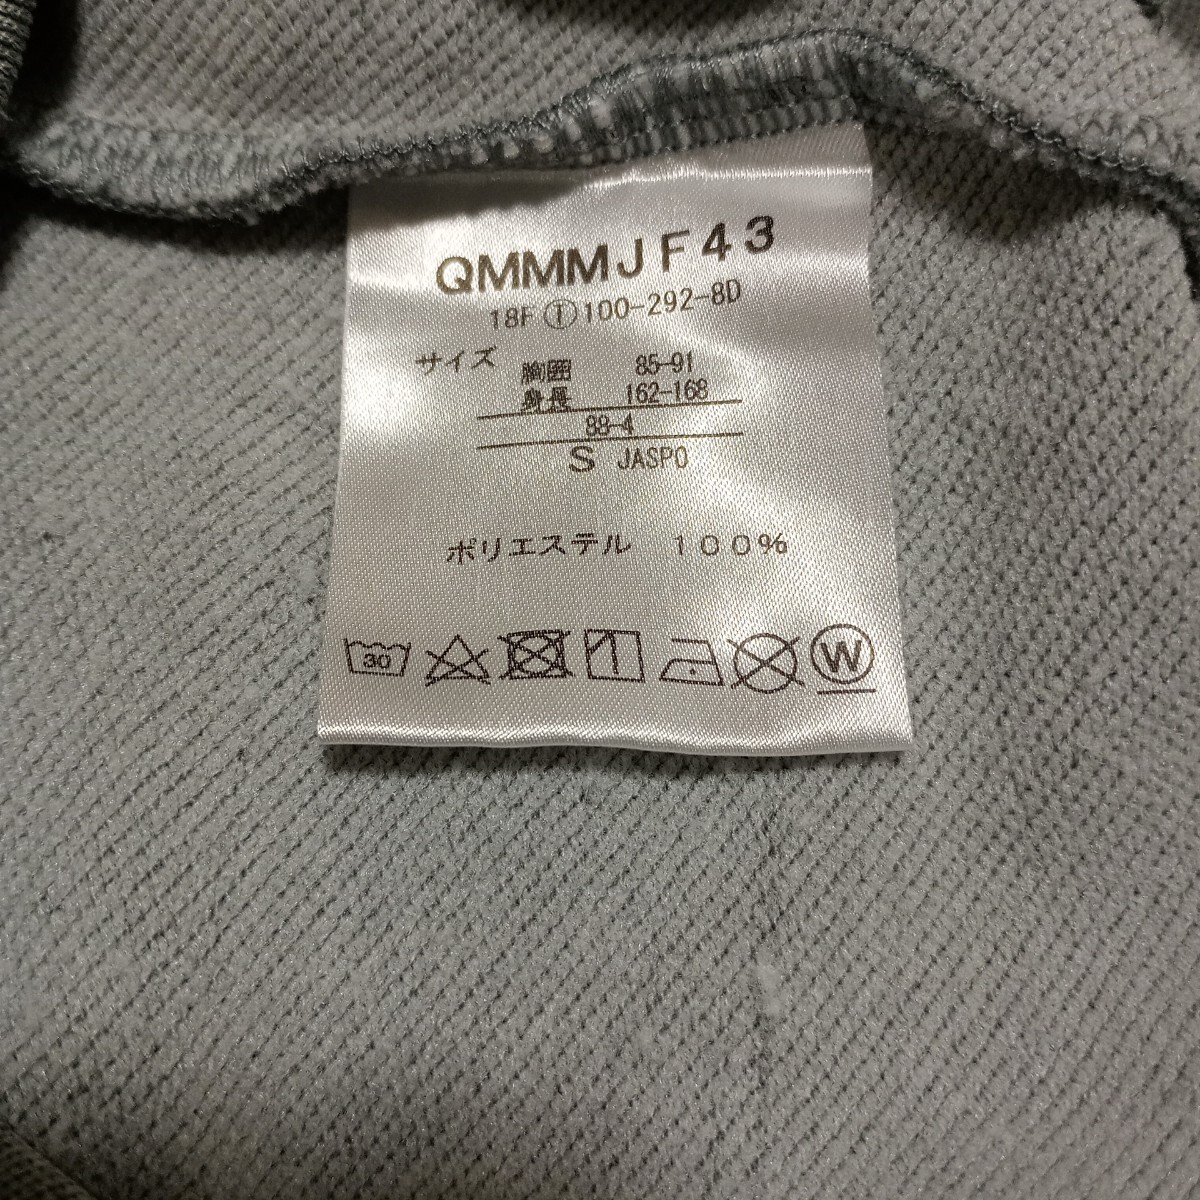 QMMMJF43
18F Ⓘ100-292-8D
サイズ 胸囲 85-91
身長 162-168
88-4
S JASPO
ポリエステル 100%
30 W